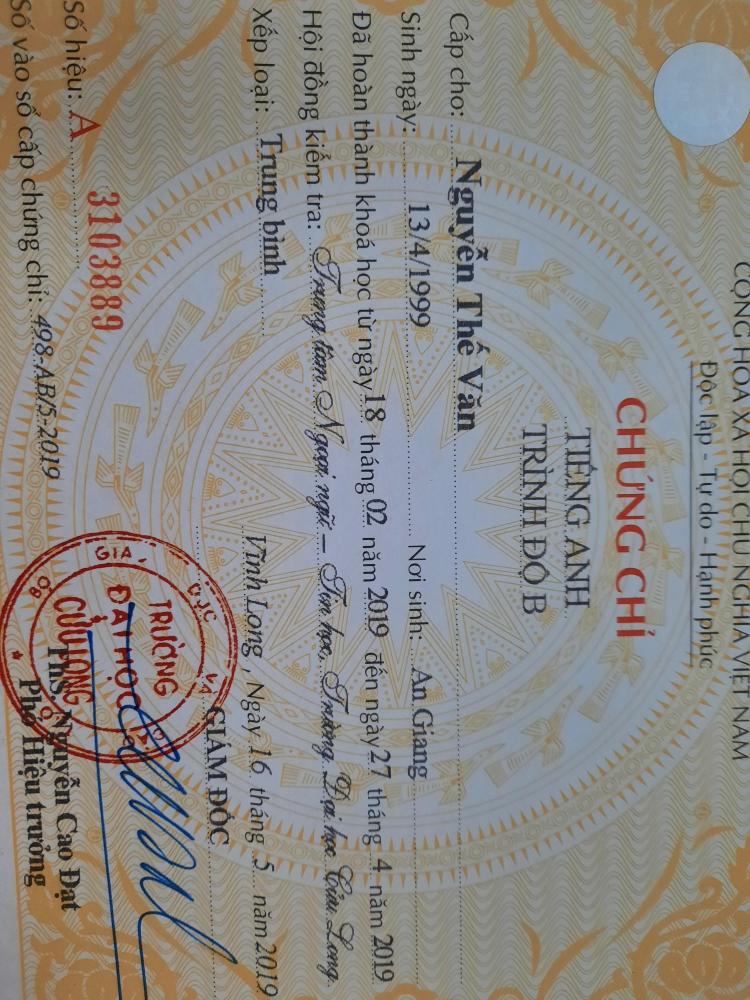 CỘNG HOÀ XÃ HỘI CHỦ NGHĨA VIỆT NAM
Độc lập - Tự do - Hạnh phúc
CHỨNG CHỈ
TIẾNG ANH
TRÌNH ĐỘ B
Cấp cho: Nguyễn Thế Văn
Sinh ngày: 13/4/1999 Nơi sinh: An Giang
Đã hoàn thành khoá học từ ngày 18 tháng 02 năm 2019 đến ngày 27 tháng 4 năm 2019
Hội đồng kiểm tra: Trung tâm Ngoại ngữ – Tin học, Trường Đại học Cửu Long
Xếp loại: Trung bình
Vĩnh Long, Ngày 16 tháng 5 năm 2019
GIÁM ĐỐC
TRƯỜNG
ĐẠI HỌC
CỬU LONG
BỘ GIÁO DỤC VÀ
Số hiệu: A 3103889
Số vào sổ cấp chứng chỉ: 498-AB/5-2019
ThS. Nguyễn Cao Đạt
Phó Hiệu trưởng